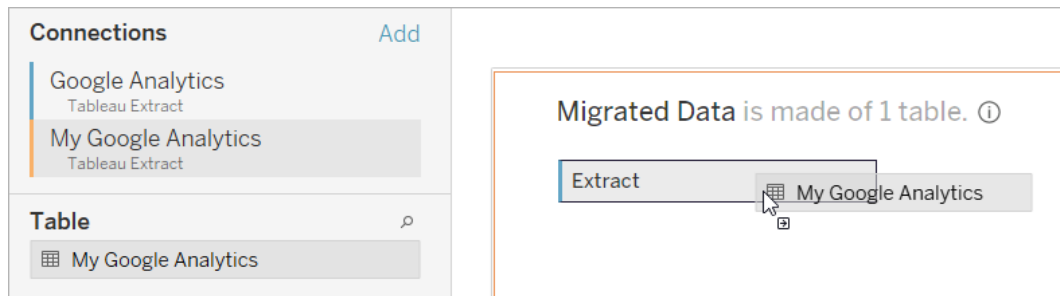 Connections Add
Google Analytics
Tableau Extract
My Google Analytics
Tableau Extract
Table
My Google Analytics
Migrated Data is made of 1 table.
Extract
My Google Analytics